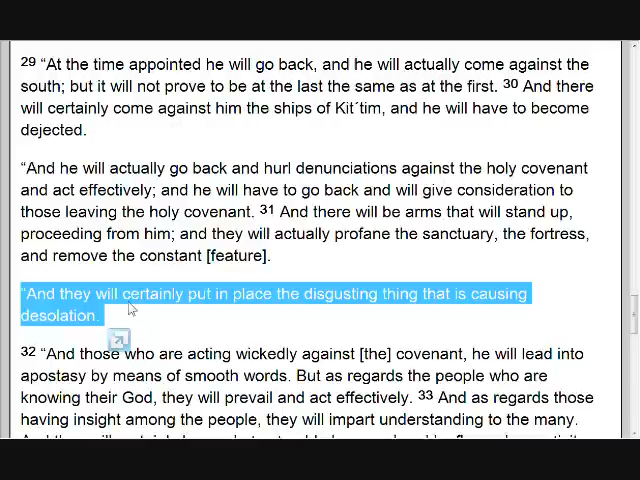 29 “At the time appointed he will go back, and he will actually come against the
south; but it will not prove to be at the last the same as at the first. 30 And there
will certainly come against him the ships of Kit´tim, and he will have to become
dejected.
“And he will actually go back and hurl denunciations against the holy covenant
and act effectively; and he will have to go back and will give consideration to
those leaving the holy covenant. 31 And there will be arms that will stand up,
proceeding from him; and they will actually profane the sanctuary, the fortress,
and remove the constant [feature].
“And they will certainly put in place the disgusting thing that is causing
desolation.
32 “And those who are acting wickedly against [the] covenant, he will lead into
apostasy by means of smooth words. But as regards the people who are
knowing their God, they will prevail and act effectively. 33 And as regards those
having insight among the people, they will impart understanding to the many.